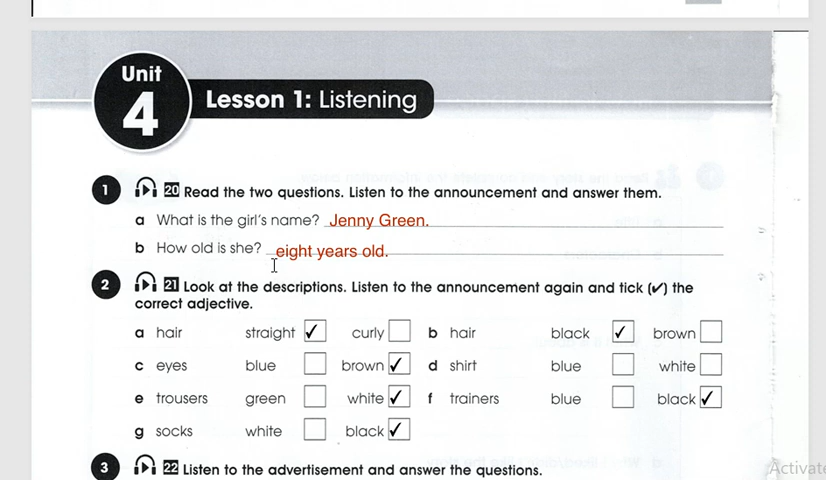 Unit
4
Lesson 1: Listening
1 20 Read the two questions. Listen to the announcement and answer them.
a What is the girl's name? Jenny Green.
b How old is she? eight years old.
2 21 Look at the descriptions. Listen to the announcement again and tick (✓) the
correct adjective.
a hair straight ✓ curly b hair black ✓ brown
c eyes blue brown ✓ d shirt blue white
e trousers green white ✓ f trainers blue black ✓
g socks white black ✓
3 22 Listen to the advertisement and answer the questions.